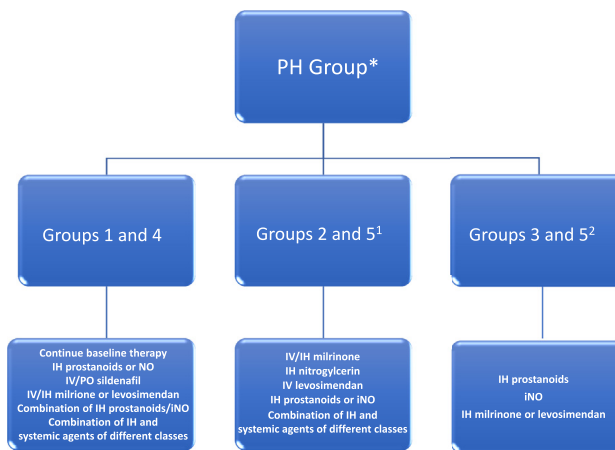 PH Group*
Groups 1 and 4
Groups 2 and 5¹
Groups 3 and 5²
Continue baseline therapy
IH prostanoids or NO
IV/PO sildenafil
IV/IH milrione or levosimendan
Combination of IH prostanoids/iNO
Combination of IH and
systemic agents of different classes
IV/IH milrinone
IH nitrogylcerin
IV levosimendan
IH prostanoids or iNO
Combination of IH and
systemic agents of different classes
IH prostanoids
iNO
IH milrinone or levosimendan